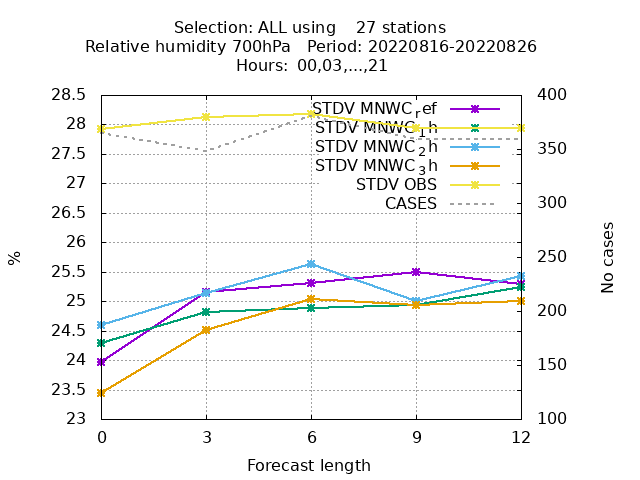 Selection: ALL using    27 stations
Relative humidity 700hPa   Period: 20220816-20220826
Hours: 00,03,...,21
28.5
28
27.5
27
26.5
26
25.5
25
24.5
24
23.5
23
%
400
350
300
250
200
150
100
No cases
STDV MNWC_ref
STDV MNWC_1h
STDV MNWC_2h
STDV MNWC_3h
STDV OBS
CASES
0 3 6 9 12
Forecast length